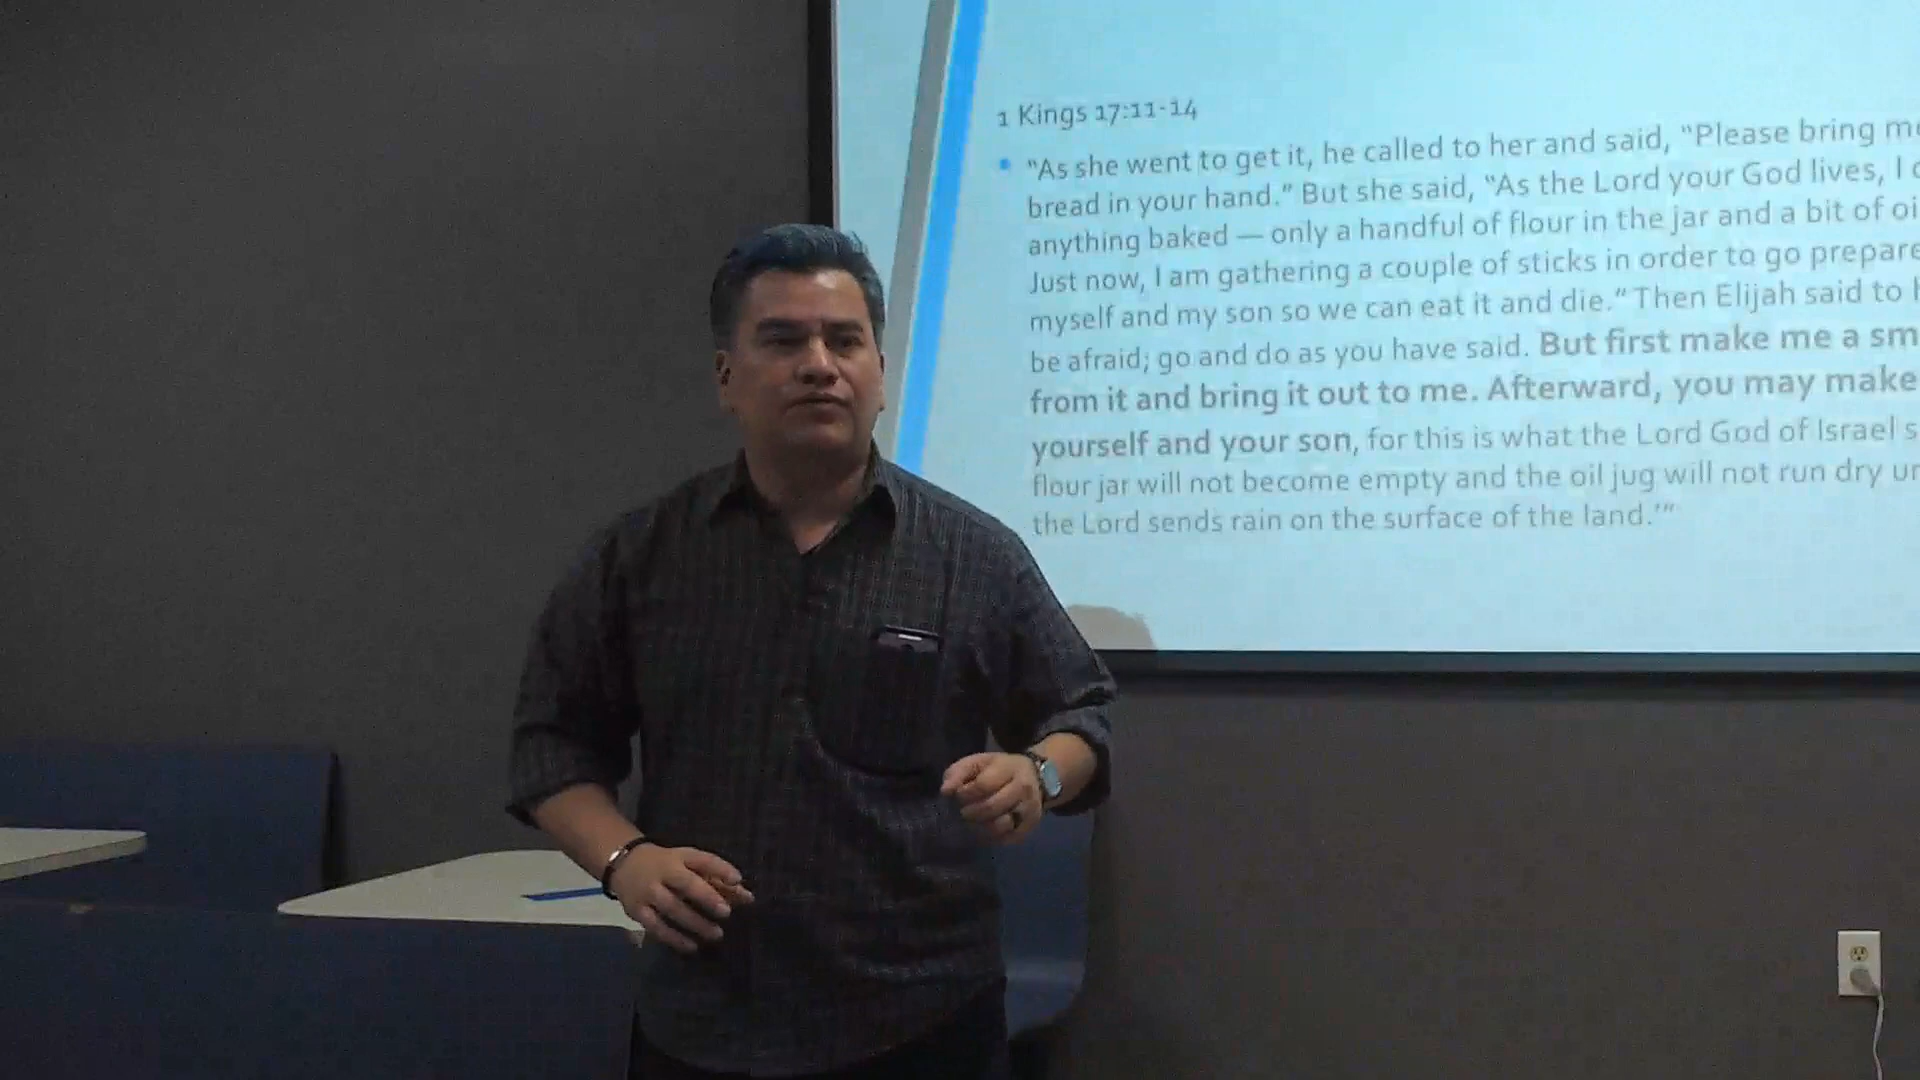 1 Kings 17:11-14
• "As she went to get it, he called to her and said, "Please bring
bread in your hand." But she said, "As the Lord your God lives, I
anything baked — only a handful of flour in the jar and a bit of
Just now, I am gathering a couple of sticks in order to go prepare
myself and my son so we can eat it and die." Then Elijah said to
be afraid; go and do as you have said. But first make me a
from it and bring it out to me. Afterward, you may make
yourself and your son, for this is what the Lord God of Israel
flour jar will not become empty and the oil jug will not run dry
the Lord sends rain on the surface of the land.'"